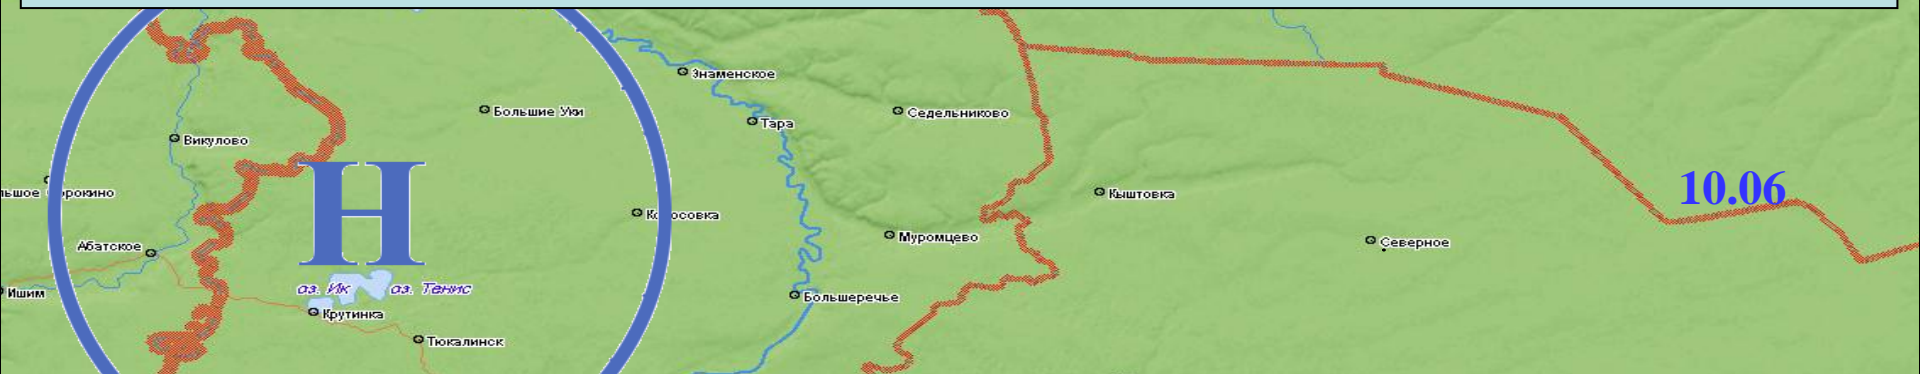 Знаменское
Большие Уки
Седельниково
Тара
Викулово
Н
10.06
Кыштовка
Муромцево
Абатское
Северное
Ишим
оз. Ик
оз. Тенис
Большеречье
Крутинка
Тюкалинск